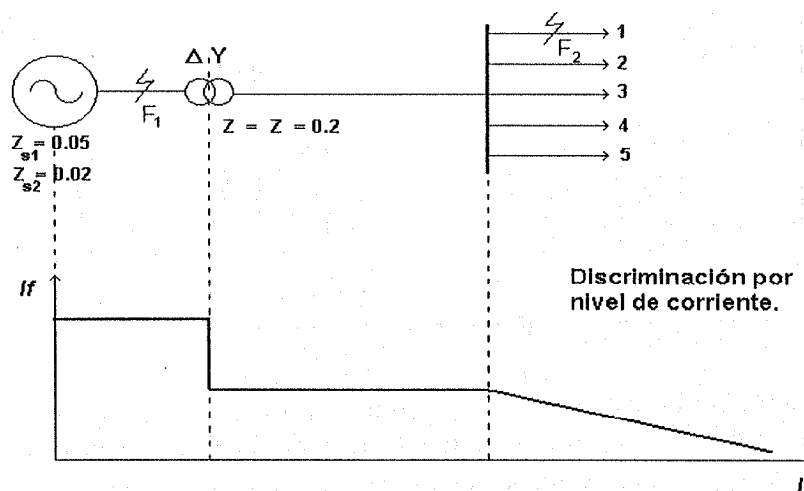 Δ Y
F₁
F₂
1
2
3
4
5
Z = Z = 0.2
Zs1 = 0.05
Zs2 = 0.02
If
Discriminación por
nivel de corriente.